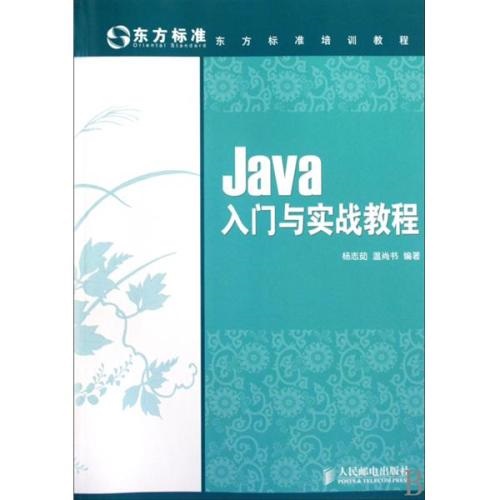 东方标准
Oriental Standard
东方标准培训教程
Java
入门与实战教程
杨志茹 温尚书 编著
人民邮电出版社
POSTS & TELECOM PRESS